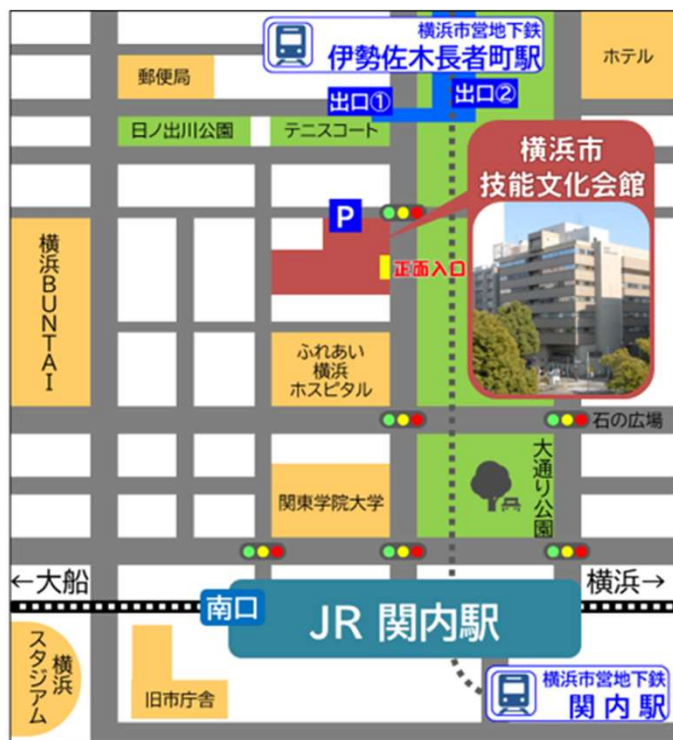 横浜市営地下鉄
伊勢佐木長者町駅
ホテル
郵便局
出口①
出口②
日ノ出川公園
テニスコート
横浜市
技能文化会館
P
正面入口
横浜BUNTAI
ふれあい
横浜
ホスピタル
石の広場
大通り公園
関東学院大学
←大船
横浜→
南口
JR 関内駅
横浜
スタジアム
旧市庁舎
横浜市営地下鉄
関内駅